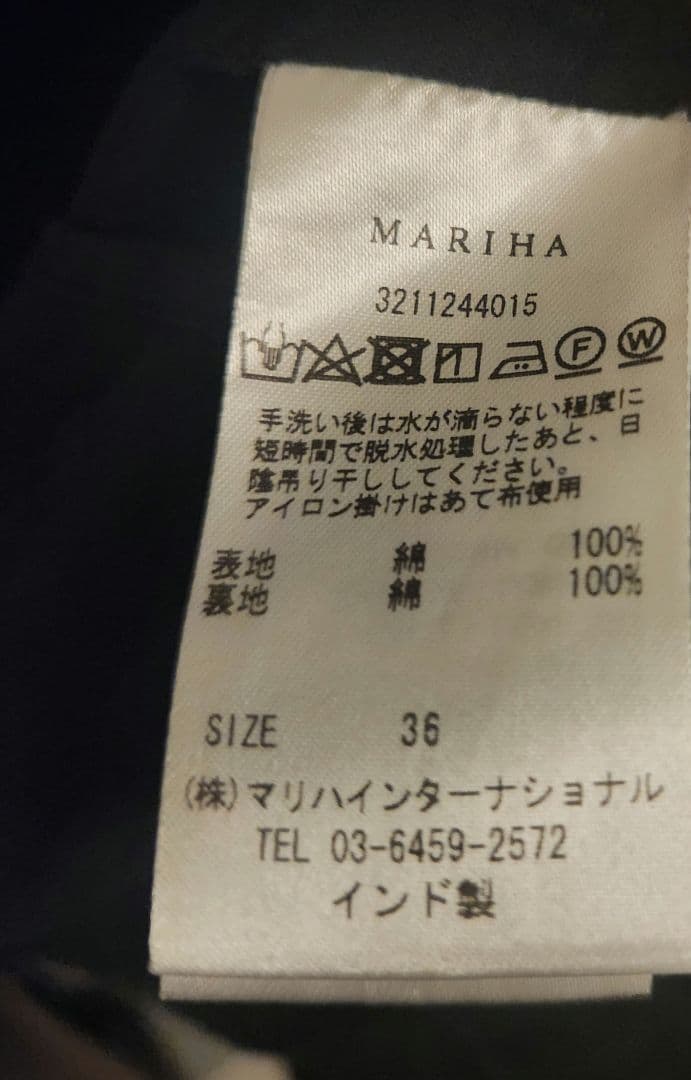 MARIHA
3211244015
F W
手洗い後は水が滴らない程度に
短時間で脱水処理したあと、日
陰吊り干ししてください。
アイロン掛けはあて布使用
表地 綿 100%
裏地 綿 100%
SIZE 36
(株)マリハインターナショナル
TEL 03-6459-2572
インド製